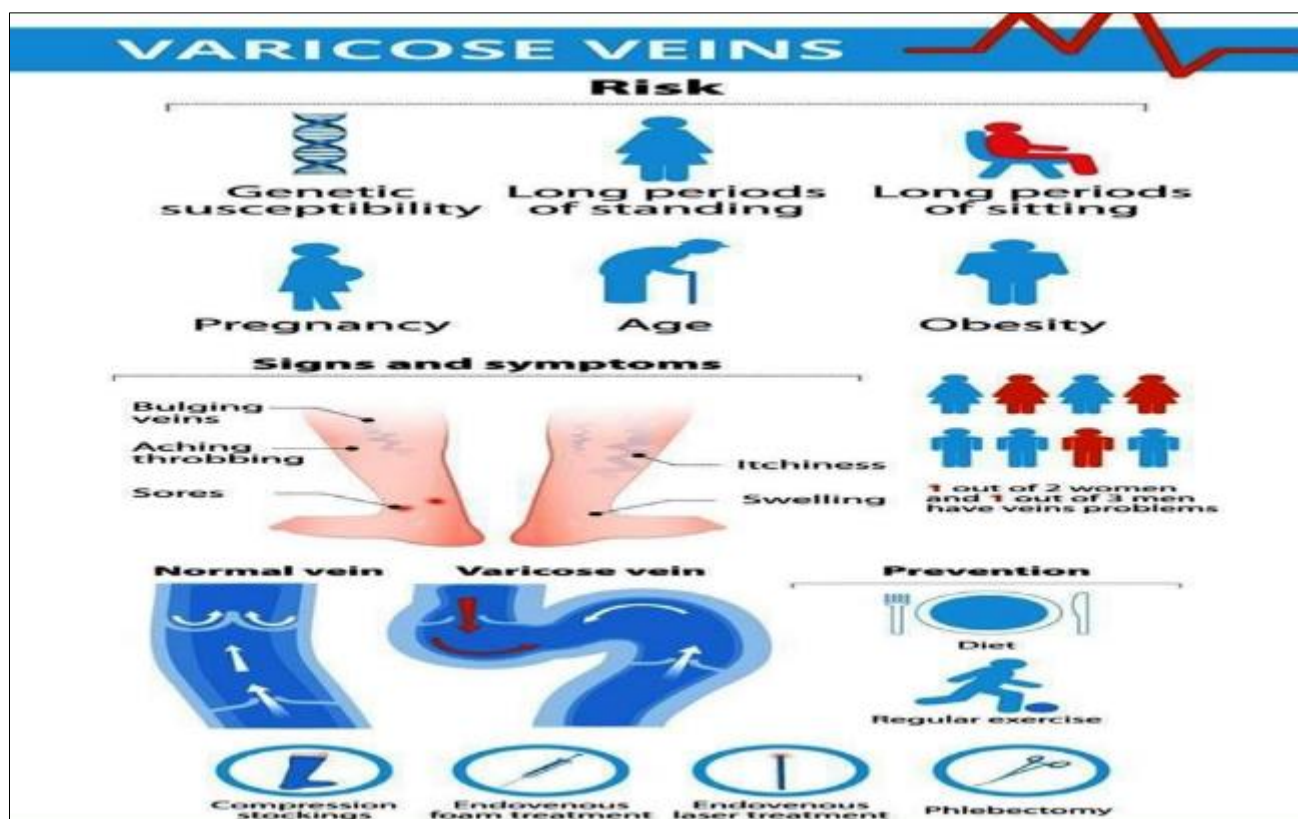 VARICOSE VEINS
Risk
Genetic
susceptibility
Long periods
of standing
Long periods
of sitting
Pregnancy
Age
Obesity
Signs and symptoms
Bulging
veins
Aching
throbbing
Sores
Itchiness
Swelling
1 out of 2 women
and 1 out of 3 men
have veins problems
Normal vein
Varicose vein
Prevention
Diet
Regular exercise
Compression
stockings
Endovenous
foam treatment
Endovenous
laser treatment
Phlebectomy